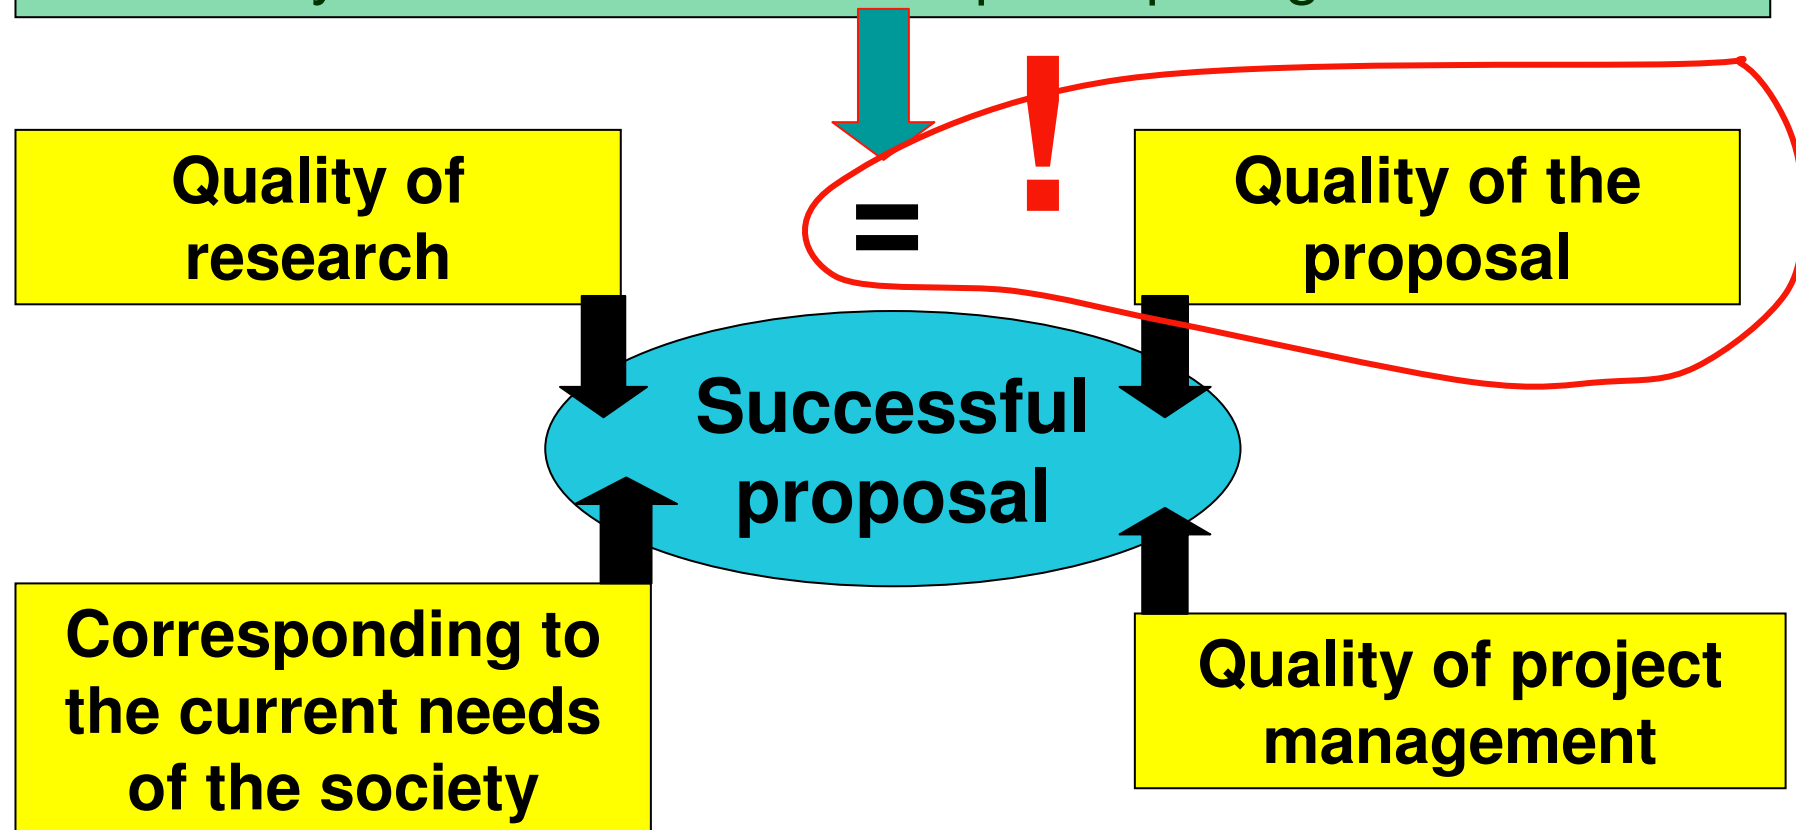 Quality of
research
=
!
Quality of the
proposal
Successful
proposal
Corresponding to
the current needs
of the society
Quality of project
management